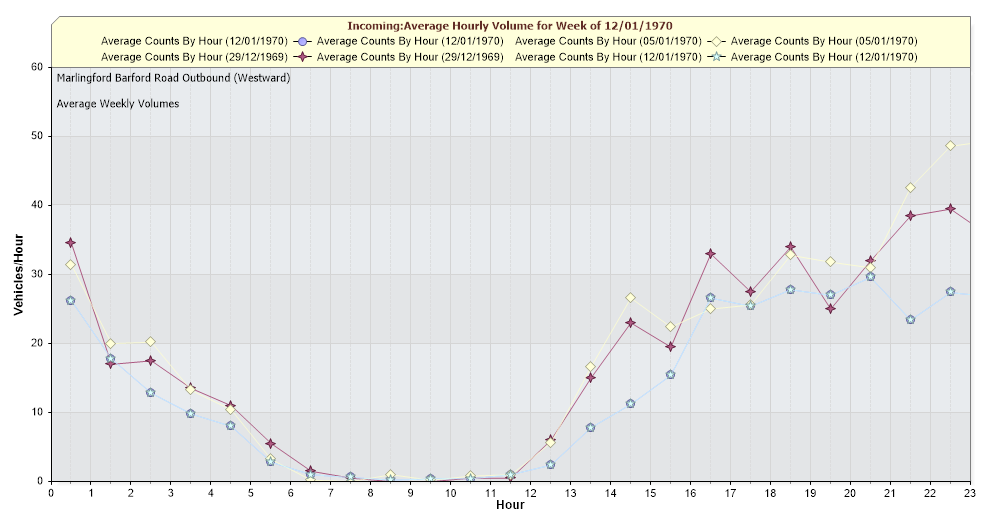 Incoming:Average Hourly Volume for Week of 12/01/1970
Average Counts By Hour (12/01/1970) Average Counts By Hour (12/01/1970) Average Counts By Hour (05/01/1970) Average Counts By Hour (05/01/1970)
Average Counts By Hour (29/12/1969) Average Counts By Hour (29/12/1969) Average Counts By Hour (12/01/1970) Average Counts By Hour (12/01/1970)
Marlingford Barford Road Outbound (Westward)
Average Weekly Volumes
60
50
40
30
20
10
0
Vehicles/Hour
0 1 2 3 4 5 6 7 8 9 10 11 12 13 14 15 16 17 18 19 20 21 22 23
Hour